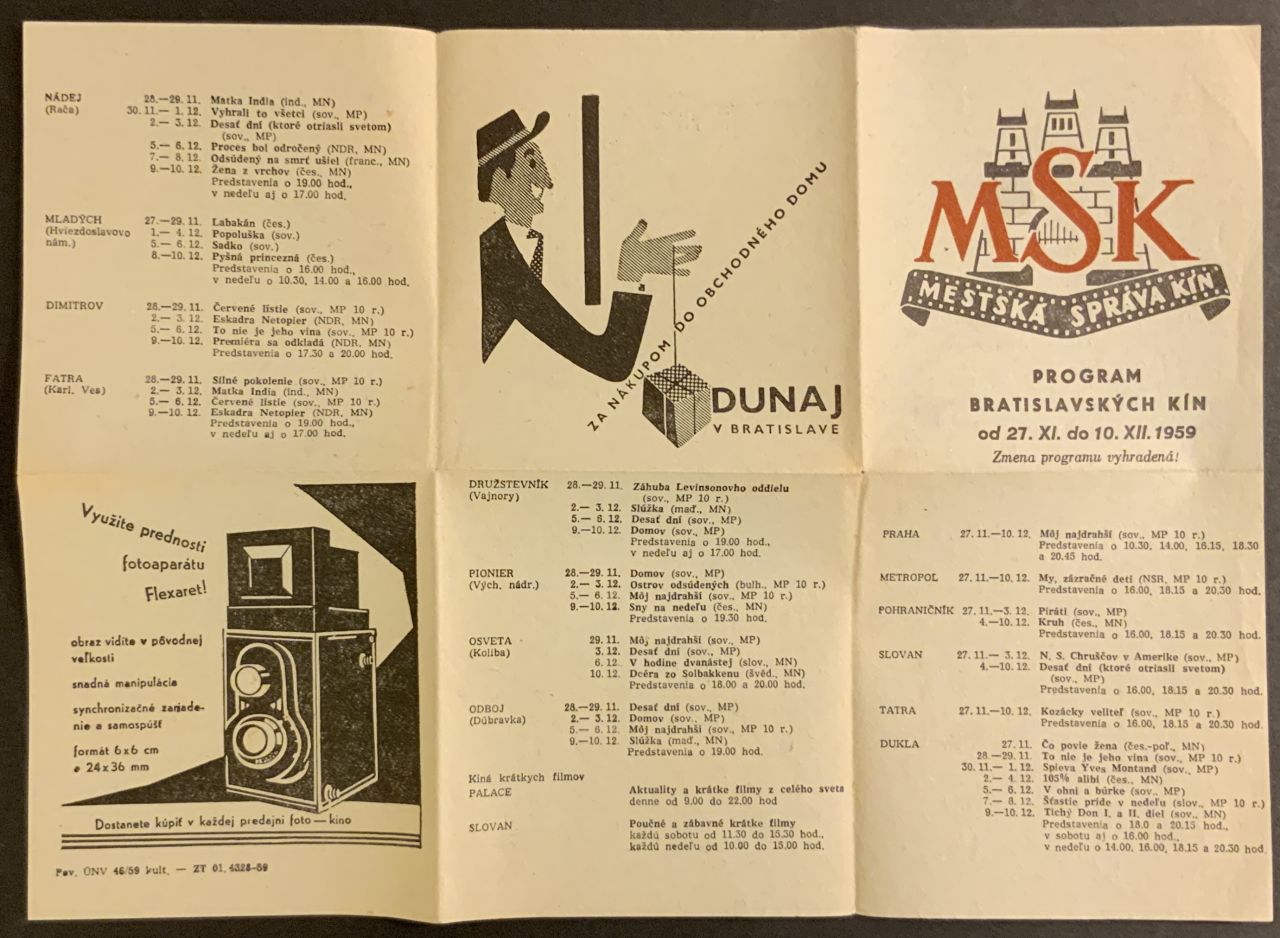 NÁDEJ 28.—29. 11. Matka India (ind., MN)
(Rača) 30. 11.— 1. 12. Vyhrali to všetci (sov., MP)
2.— 3. 12. Desať dní (ktoré otriasli svetom)
(sov., MP)
5.— 6. 12. Proces bol odročený (NDR, MN)
7.— 8. 12. Odsúdený na smrť ušiel (franc., MN)
9.—10. 12. Žena z vrchov (čes., MN)
Predstavenia o 19.00 hod.,
v nedeľu aj o 17.00 hod.
MLADÝCH 27.—29. 11. Labakán (čes.)
(Hviezdoslavovo 1.— 4. 12. Popoluška (sov.)
nám.) 5.— 6. 12. Sadko (sov.)
8.—10. 12. Pyšná princezná (čes.)
Predstavenia o 16.00 hod.,
v nedeľu o 10.30, 14.00 a 16.00 hod.
DIMITROV 28.—29. 11. Červené lístie (sov., MP 10 r.)
2.— 3. 12. Eskadra Netopier (NDR, MN)
5.— 6. 12. To nie je jeho vina (sov., MP 10 r.)
9.—10. 12. Premiéra sa odkladá (NDR, MN)
Predstavenia o 17.30 a 20.00 hod.
FATRA 28.—29. 11. Silné pokolenie (sov., MP 10 r.)
(Karl. Ves) 2.— 3. 12. Matka India (ind., MN)
5.— 6. 12. Červené lístie (sov., MP 10 r.)
9.—10. 12. Eskadra Netopier (NDR, MN)
Predstavenia o 19.00 hod.,
v nedeľu aj o 17.00 hod.
Využite prednosti
fotoaparátu
Flexaret!
obraz vidíte v pôvodnej
veľkosti
snadná manipulácia
synchronizačné zariade-
nie a samospúšť
formát 6x6 cm
a 24x36 mm
Dostanete kúpiť v každej predajni foto — kino
Pov. ONV 46/59 kult. — ZT 01. 4328-59
ZA NÁKUPOM DO OBCHODNÉHO DOMU
DUNAJ
V BRATISLAVE
DRUŽSTEVNÍK 28.—29. 11. Záhuba Levinsonovho oddielu
(Vajnory) (sov., MP 10 r.)
2.— 3. 12. Slúžka (maď., MN)
5.— 6. 12. Desať dní (sov., MP)
9.—10. 12. Domov (sov., MP)
Predstavenia o 19.00 hod.,
v nedeľu aj o 17.00 hod.
PIONIER 28.—29. 11. Domov (sov., MP)
(Vých. nádr.) 2.— 3. 12. Ostrov odsúdených (bulh., MP 10 r.)
5.— 6. 12. Môj najdrahší (sov., MP 10 r.)
9.—10. 12. Sny na nedeľu (čes., MN)
Predstavenia o 19.30 hod.
OSVETA 29. 11. Môj najdrahší (sov., MP 10 r.)
(Koliba) 3. 12. Desať dní (sov., MP)
6. 12. V hodine dvanástej (slov., MN)
10. 12. Dcéra zo Solbakkenu (švéd., MN)
Predstavenia o 18.00 a 20.00 hod.
ODBOJ 28.—29. 11. Desať dní (sov., MP)
(Dúbravka) 2.— 3. 12. Domov (sov., MP)
5.— 6. 12. Môj najdrahší (sov., MP 10 r.)
9.—10. 12. Slúžka (maď., MN)
Predstavenia o 19.00 hod.
Kiná krátkych filmov
PALACE Aktuality a krátke filmy z celého sveta
denne od 9.00 do 22.00 hod
SLOVAN Poučné a zábavné krátke filmy
každú sobotu od 11.30 do 15.30 hod.,
každú nedeľu od 10.00 do 15.00 hod.
MSK
MESTSKÁ SPRÁVA KÍN
PROGRAM
BRATISLAVSKÝCH KÍN
od 27. XI. do 10. XII. 1959
Zmena programu vyhradená!
PRAHA 27. 11.—10. 12. Môj najdrahší (sov., MP 10 r.)
Predstavenia o 10.30, 14.00, 16.15, 18.30
a 20.45 hod.
METROPOL 27. 11.—10. 12. My, zázračné deti (NSR, MP 10 r.)
Predstavenia o 16.00, 18.15 a 20.30 hod.
POHRANIČNÍK 27. 11.—3. 12. Piráti (sov., MP)
4.—10. 12. Kruh (čes., MN)
Predstavenia o 16.00, 18.15 a 20.30 hod.
SLOVAN 27. 11.— 3. 12. N. S. Chruščov v Amerike (sov., MP)
4.—10. 12. Desať dní (ktoré otriasli svetom)
(sov., MP)
Predstavenia o 16.00, 18.15 a 20.30 hod.
TATRA 27. 11.—10. 12. Kozácky veliteľ (sov., MP 10 r.)
Predstavenia o 16.00, 18.15 a 20.30 hod.
DUKLA 27. 11. Čo povie žena (čes.-poľ., MN)
28.—29. 11. To nie je jeho vina (sov., MP 10 r.)
30. 11.— 1. 12. Spieva Yves Montand (sov., MP)
2.— 4. 12. 105% alibi (čes., MN)
5.— 6. 12. V ohni a búrke (sov., MP)
7.— 8. 12. Šťastie príde v nedeľu (slov., MP 10 r.)
9.—10. 12. Tichý Don I. a II. diel (sov., MN)
Predstavenia o 18.0 a 20.15 hod.,
v sobotu aj o 16.00 hod.,
v nedeľu o 14.00, 16.00, 18.15 a 20.30 hod.